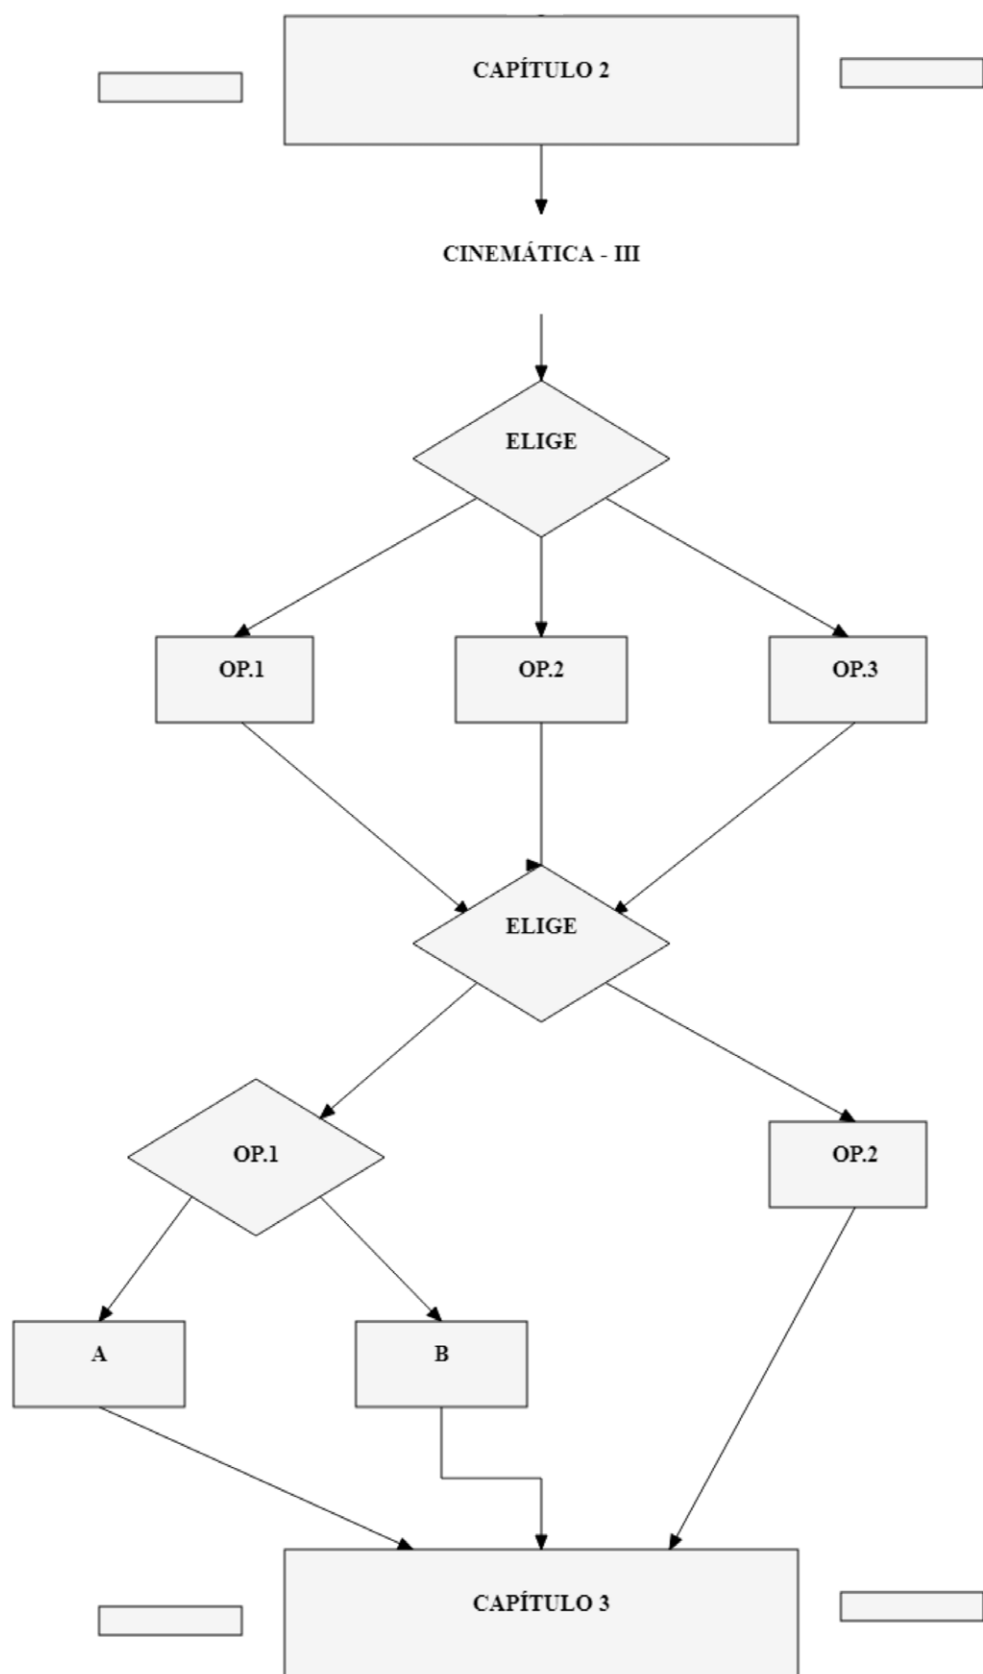 CAPÍTULO 2
CINEMÁTICA - III
ELIGE
OP.1
OP.2
OP.3
ELIGE
OP.1
OP.2
A
B
CAPÍTULO 3